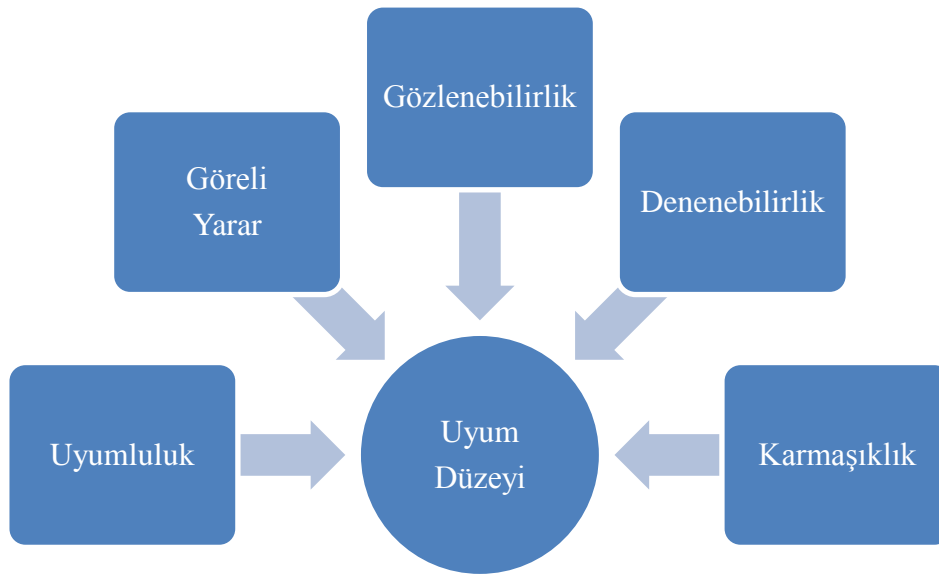 Gözlenebilirlik
Göreli
Yarar
Denenebilirlik
Uyumluluk
Uyum
Düzeyi
Karmaşıklık